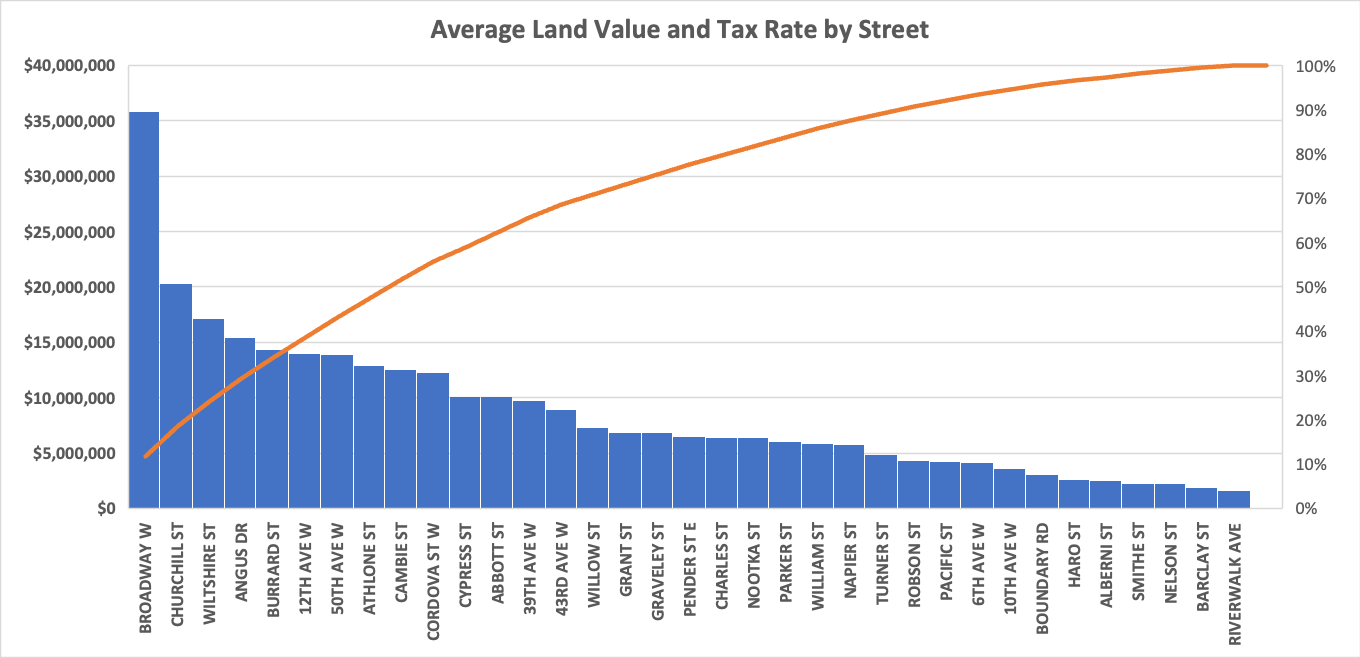 Average Land Value and Tax Rate by Street
$40,000,000
$35,000,000
$30,000,000
$25,000,000
$20,000,000
$15,000,000
$10,000,000
$5,000,000
$0
100%
90%
80%
70%
60%
50%
40%
30%
20%
10%
0%
BROADWAY W
CHURCHILL ST
WILTSHIRE ST
ANGUS DR
BURRARD ST
12TH AVE W
50TH AVE W
ATHLONE ST
CAMBIE ST
CORDOVA ST W
CYPRESS ST
ABBOTT ST
39TH AVE W
43RD AVE W
WILLOW ST
GRANT ST
GRAVELEY ST
PENDER ST E
CHARLES ST
NOOTKA ST
PARKER ST
WILLIAM ST
NAPIER ST
TURNER ST
ROBSON ST
PACIFIC ST
6TH AVE W
10TH AVE W
BOUNDARY RD
HARO ST
ALBERNI ST
SMITHE ST
NELSON ST
BARCLAY ST
RIVERWALK AVE